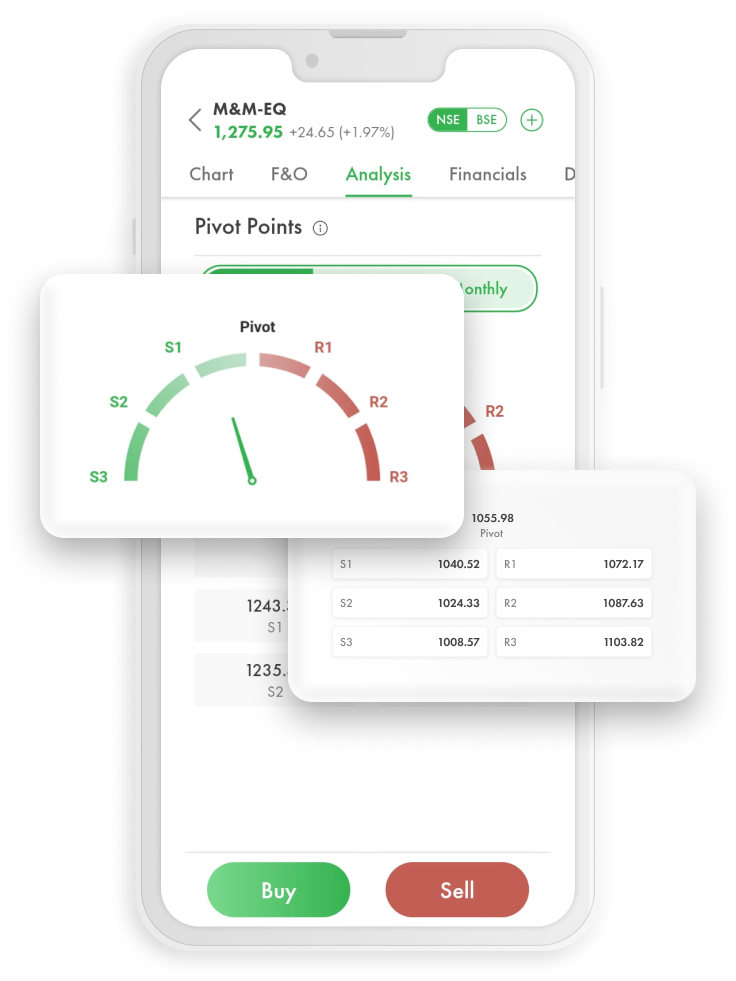 M&M-EQ
1,275.95 +24.65 (+1.97%)
NSE BSE
Chart F&O Analysis Financials D
Pivot Points
onthly
Pivot
S1 R1
S2 R2
S3 R3
R2
1055.98
Pivot
S1 1040.52 R1 1072.17
S2 1024.33 R2 1087.63
S3 1008.57 R3 1103.82
1243.
S1
1235.
S2
Buy Sell